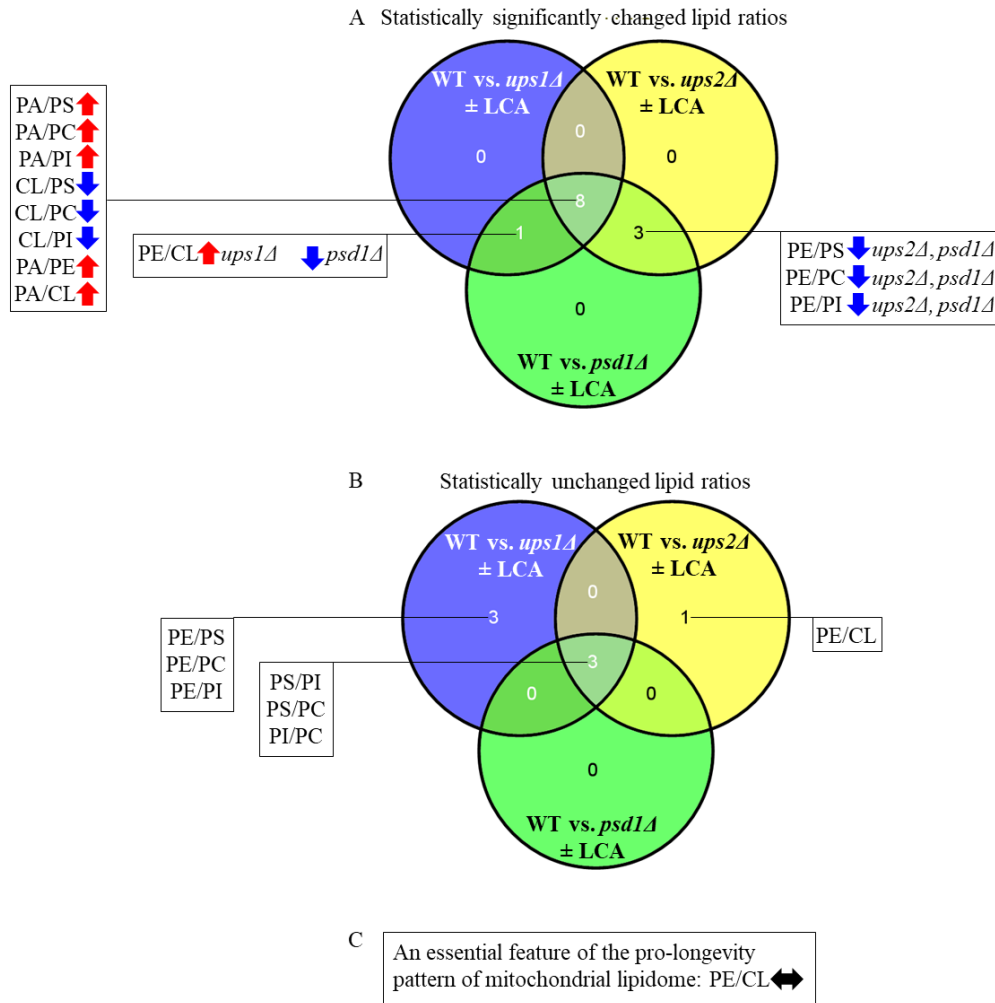 A Statistically significantly changed lipid ratios
WT vs. ups1Δ
± LCA
WT vs. ups2Δ
± LCA
0
0
0
8
1
3
0
WT vs. psd1Δ
± LCA
PA/PS
PA/PC
PA/PI
CL/PS
CL/PC
CL/PI
PA/PE
PA/CL
PE/CL ups1Δ psd1Δ
PE/PS ups2Δ, psd1Δ
PE/PC ups2Δ, psd1Δ
PE/PI ups2Δ, psd1Δ
B Statistically unchanged lipid ratios
WT vs. ups1Δ
± LCA
WT vs. ups2Δ
± LCA
0
3
1
3
0
0
0
WT vs. psd1Δ
± LCA
PE/PS
PE/PC
PE/PI
PS/PI
PS/PC
PI/PC
PE/CL
C An essential feature of the pro-longevity
pattern of mitochondrial lipidome: PE/CL